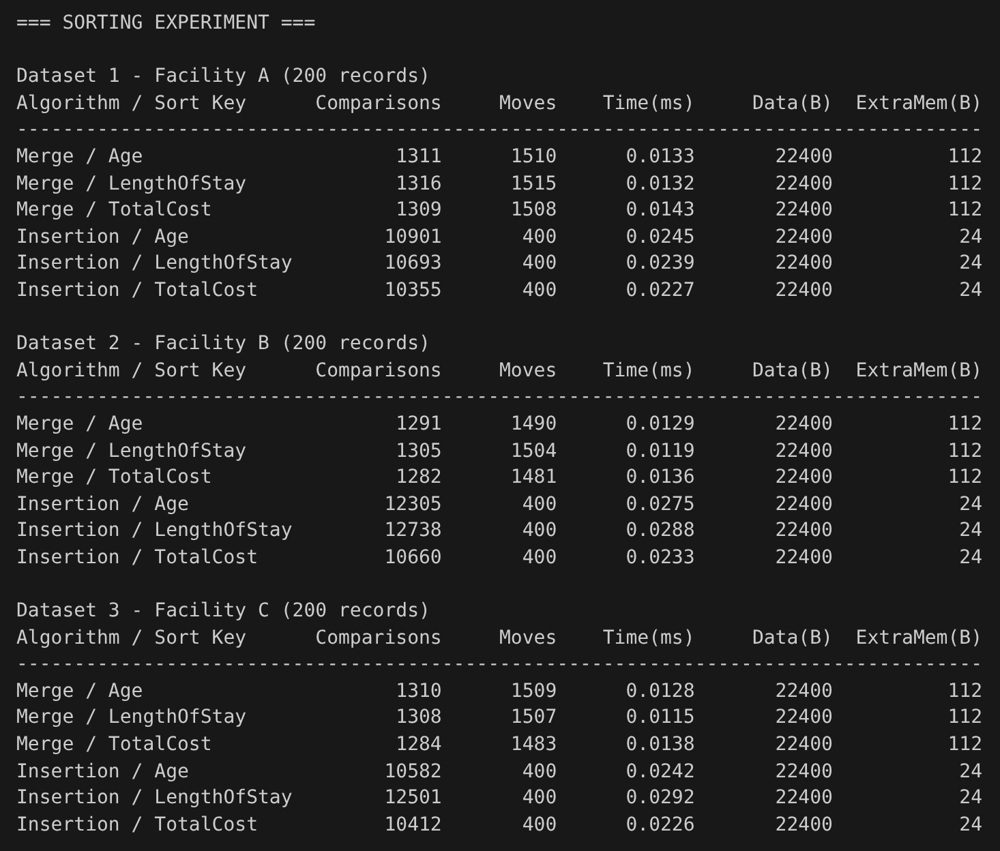 === SORTING EXPERIMENT ===
Dataset 1 - Facility A (200 records)
Algorithm / Sort Key Comparisons Moves Time(ms) Data(B) ExtraMem(B)
------------------------------------------------------------------------------------
Merge / Age 1311 1510 0.0133 22400 112
Merge / LengthOfStay 1316 1515 0.0132 22400 112
Merge / TotalCost 1309 1508 0.0143 22400 112
Insertion / Age 10901 400 0.0245 22400 24
Insertion / LengthOfStay 10693 400 0.0239 22400 24
Insertion / TotalCost 10355 400 0.0227 22400 24
Dataset 2 - Facility B (200 records)
Algorithm / Sort Key Comparisons Moves Time(ms) Data(B) ExtraMem(B)
------------------------------------------------------------------------------------
Merge / Age 1291 1490 0.0129 22400 112
Merge / LengthOfStay 1305 1504 0.0119 22400 112
Merge / TotalCost 1282 1481 0.0136 22400 112
Insertion / Age 12305 400 0.0275 22400 24
Insertion / LengthOfStay 12738 400 0.0288 22400 24
Insertion / TotalCost 10660 400 0.0233 22400 24
Dataset 3 - Facility C (200 records)
Algorithm / Sort Key Comparisons Moves Time(ms) Data(B) ExtraMem(B)
------------------------------------------------------------------------------------
Merge / Age 1310 1509 0.0128 22400 112
Merge / LengthOfStay 1308 1507 0.0115 22400 112
Merge / TotalCost 1284 1483 0.0138 22400 112
Insertion / Age 10582 400 0.0242 22400 24
Insertion / LengthOfStay 12501 400 0.0292 22400 24
Insertion / TotalCost 10412 400 0.0226 22400 24